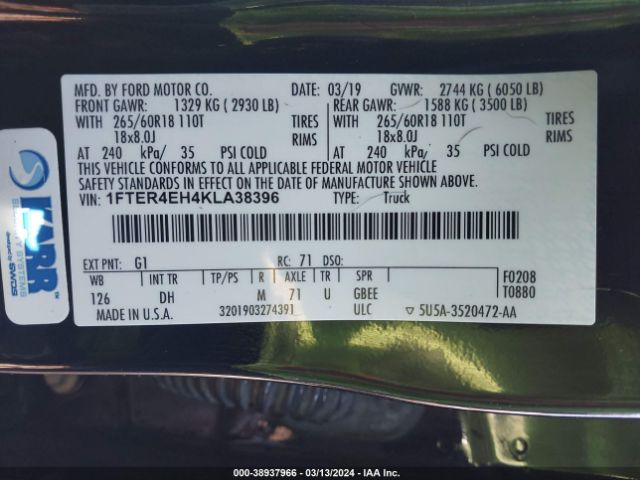 MFD. BY FORD MOTOR CO. DATE: 03/19 GVWR: 2744 KG ( 6050 LB)
FRONT GAWR: 1329 KG ( 2930 LB) REAR GAWR: 1588 KG ( 3500 LB)
WITH 265/60R18 110T TIRES WITH 265/60R18 110T TIRES
18x8.0J RIMS 18x8.0J RIMS
AT 240 kPa/ 35 PSI COLD AT 240 kPa/ 35 PSI COLD
THIS VEHICLE CONFORMS TO ALL APPLICABLE FEDERAL MOTOR VEHICLE
SAFETY STANDARDS IN EFFECT ON THE DATE OF MANUFACTURE SHOWN ABOVE.
VIN: 1FTER4EH4KLA38396 TYPE: Truck
EXT PNT: G1 RC: 71 DSO:
WB INT TR TP/PS R AXLE TR SPR F0208
126 DH M 71 U GBEE T0880
MADE IN U.S.A. 3201903274391 ULC 5U5A-3520472-AA
KARR
SECURITY SYSTEMS
SWDS
000-38937966 - 03/13/2024 - IAA Inc.